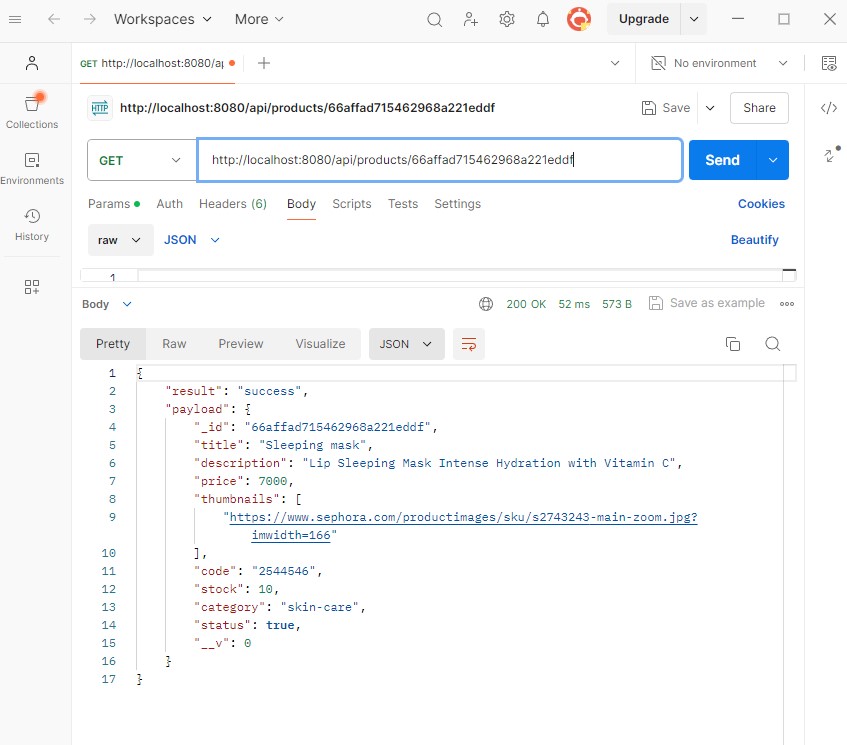 Workspaces More Upgrade
GET http://localhost:8080/ap No environment
HTTP http://localhost:8080/api/products/66affad715462968a221eddf Save Share
GET http://localhost:8080/api/products/66affad715462968a221eddf Send
Params Auth Headers (6) Body Scripts Tests Settings Cookies
raw JSON Beautify
1
Collections
Environments
History
Body 200 OK 52 ms 573 B Save as example
Pretty Raw Preview Visualize JSON
1 {
2 "result": "success",
3 "payload": {
4 "_id": "66affad715462968a221eddf",
5 "title": "Sleeping mask",
6 "description": "Lip Sleeping Mask Intense Hydration with Vitamin C",
7 "price": 7000,
8 "thumbnails": [
9 "https://www.sephora.com/productimages/sku/s2743243-main-zoom.jpg?
imwidth=166"
10 ],
11 "code": "2544546",
12 "stock": 10,
13 "category": "skin-care",
14 "status": true,
15 "__v": 0
16 }
17 }